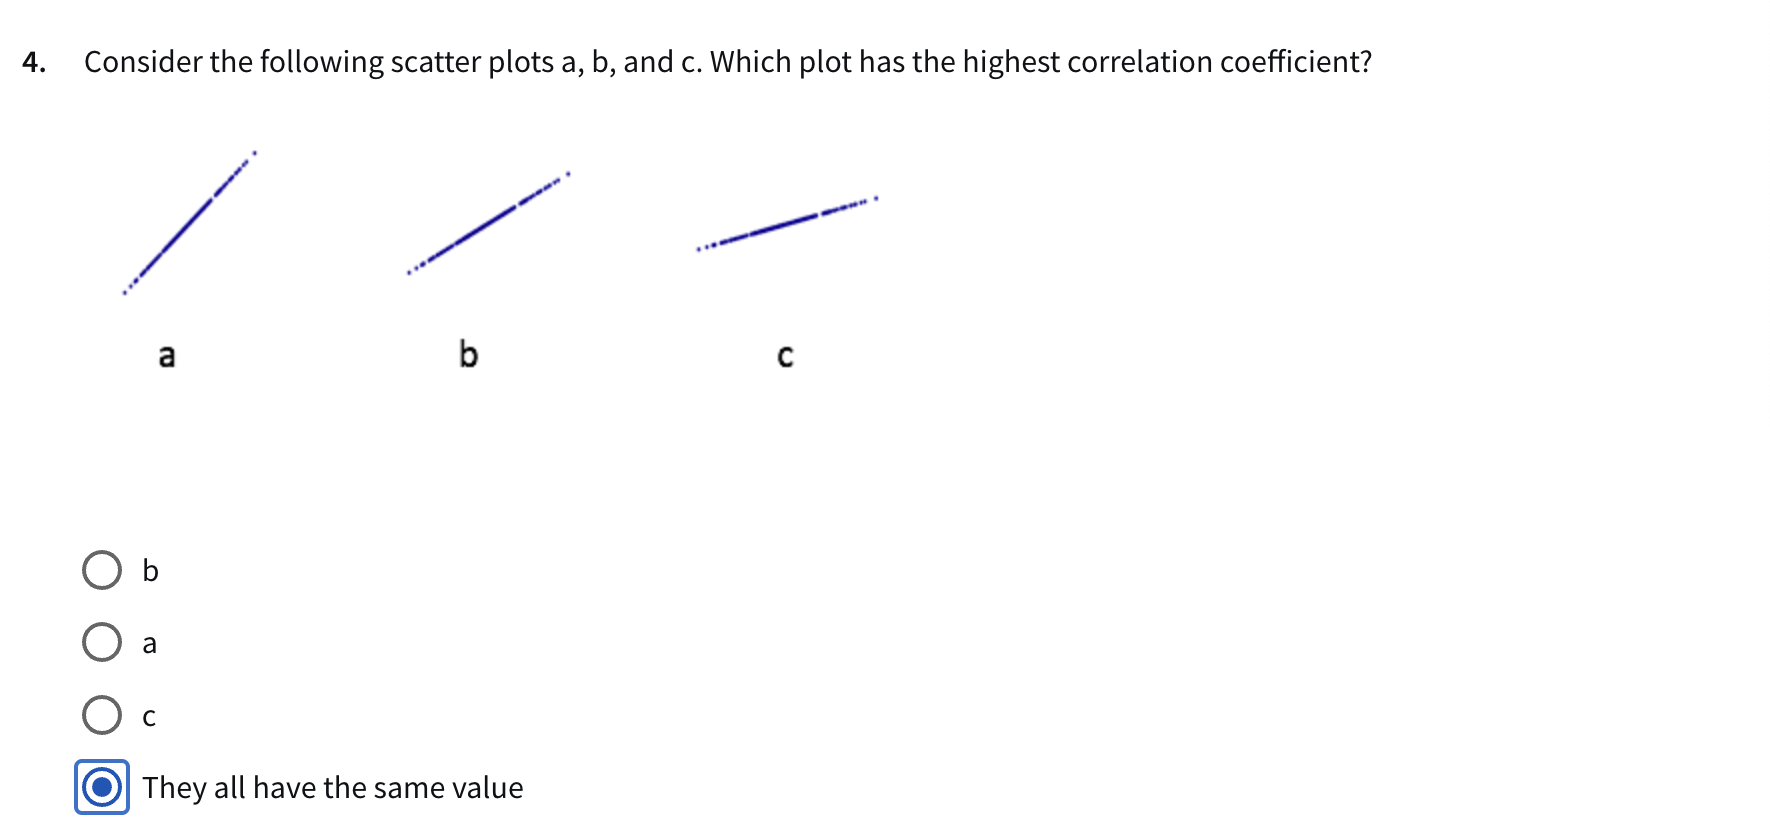 4. Consider the following scatter plots a, b, and c. Which plot has the highest correlation coefficient?
a b c
b
a
c
They all have the same value